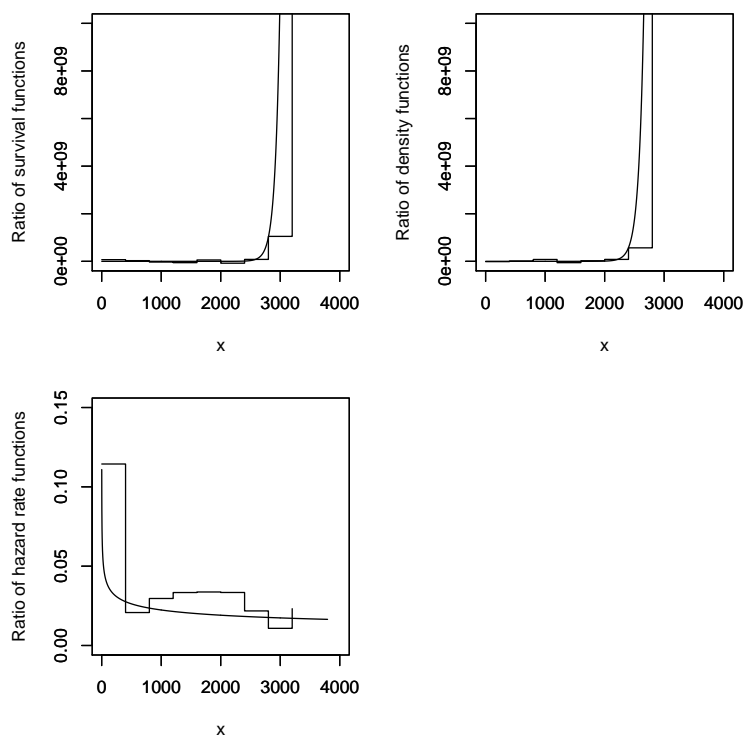 Ratio of survival functions
0e+00
4e+09
8e+09
0
1000
2000
3000
4000
x
Ratio of density functions
0e+00
4e+09
8e+09
0
1000
2000
3000
4000
x
Ratio of hazard rate functions
0.00
0.05
0.10
0.15
0
1000
2000
3000
4000
x